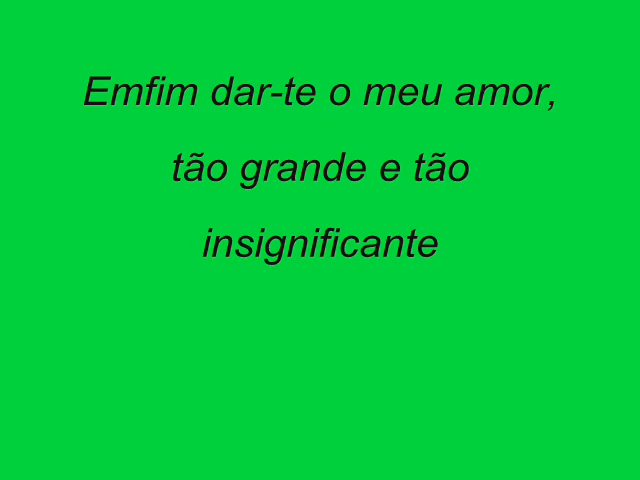 Emfim dar-te o meu amor,
tão grande e tão
insignificante